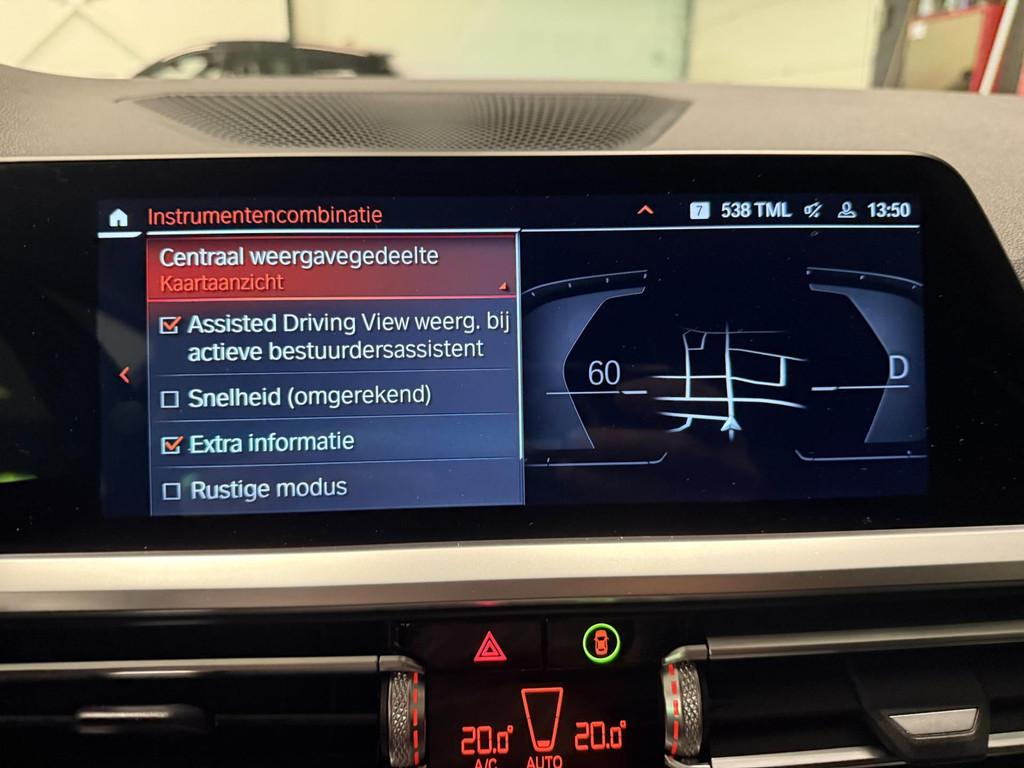 Instrumentencombinatie
7 538 TML 13:50
Centraal weergavegedeelte
Kaartaanzicht
Assisted Driving View weerg. bij
actieve bestuurdersassistent
Snelheid (omgerekend)
Extra informatie
Rustige modus
60
D
20.0° 20.0°
A/C AUTO